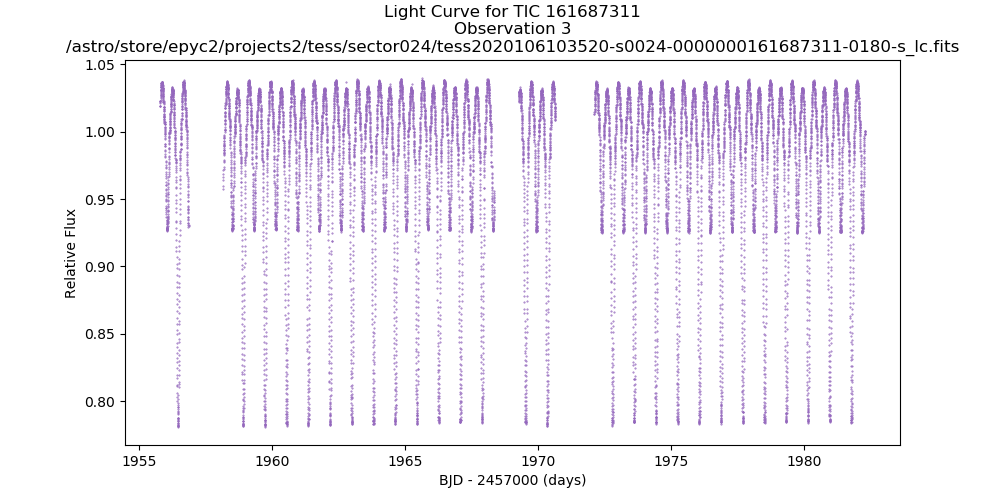 Light Curve for TIC 161687311
Observation 3
/astro/store/epyc2/projects2/tess/sector024/tess2020106103520-s0024-0000000161687311-0180-s_lc.fits
1.05
1.00
0.95
0.90
0.85
0.80
Relative Flux
1955 1960 1965 1970 1975 1980
BJD - 2457000 (days)